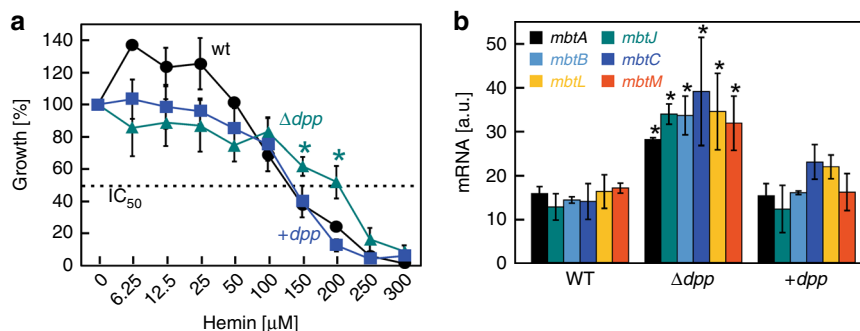 a
Growth [%]
140
120
100
80
60
40
20
0
wt
Δdpp
*
*
IC50
+dpp
0
6.25
12.5
25
50
100
150
200
250
300
Hemin [µM]
b
mRNA [a.u.]
50
40
30
20
10
0
mbtA
mbtJ
mbtB
mbtC
mbtL
mbtM
*
*
*
*
*
*
WT
Δdpp
+dpp